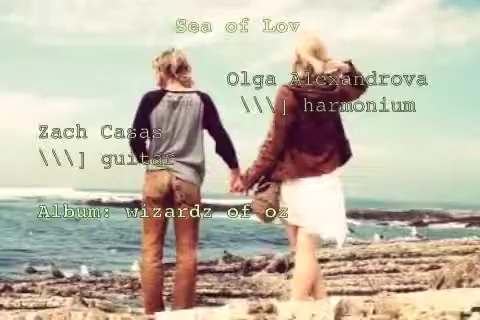 Sea of Lov
Olga Alexandrova
\\\] harmonium
Zach Casas
\\\] guitar
Album: wizardz of oz